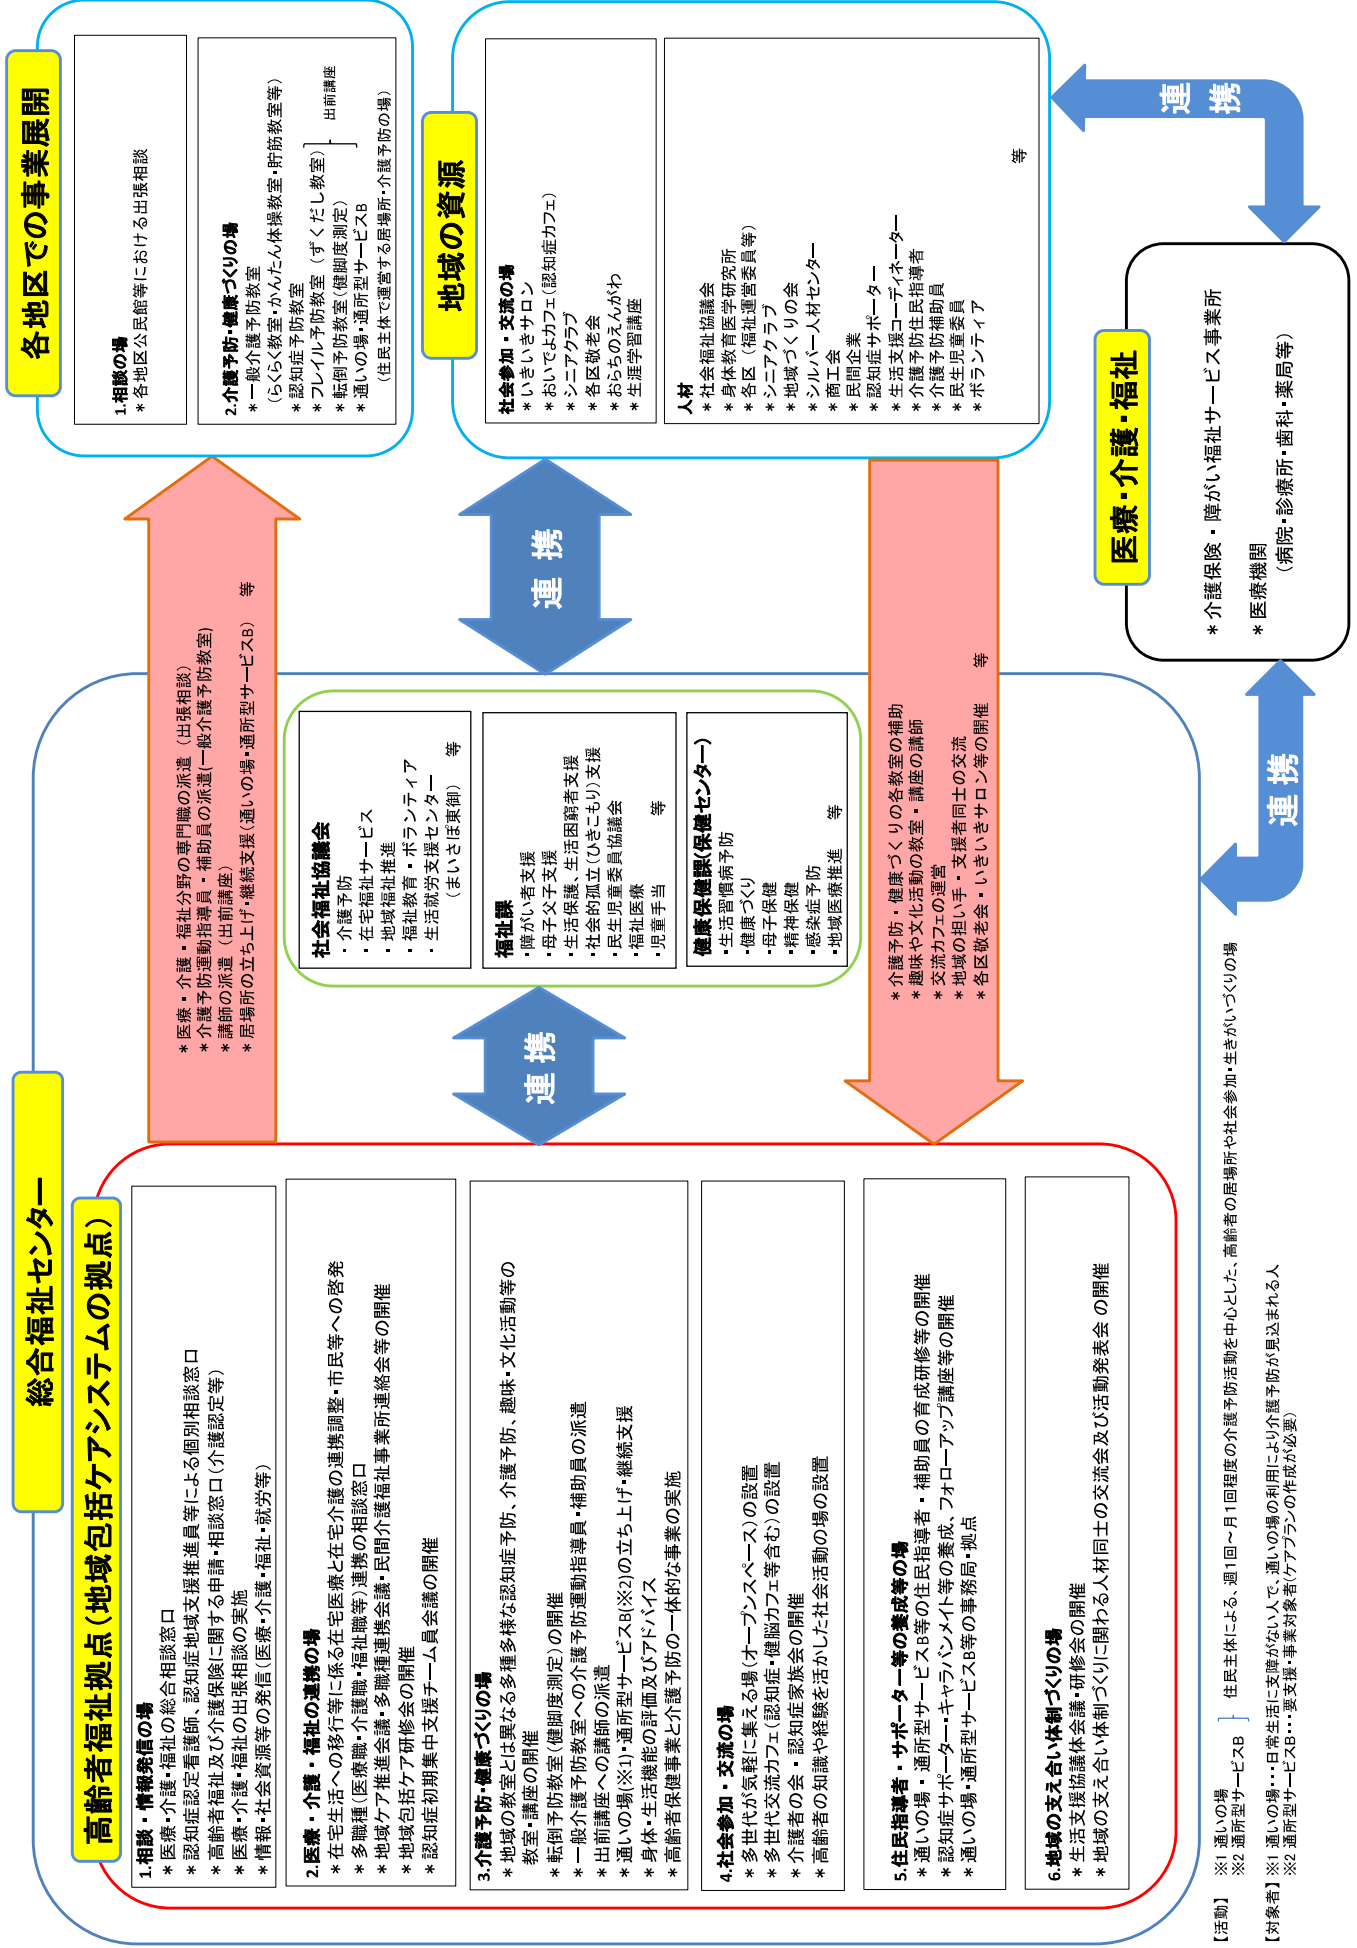 総合福祉センター
高齢者福祉拠点(地域包括ケアシステムの拠点)
1.相談・情報発信の場
*医療・介護・福祉の総合相談窓口
*認知症認定看護師、認知症地域支援推進員等による個別相談窓口
*高齢者福祉及び介護保険に関する申請・相談窓口(介護認定等)
*医療・介護・福祉の出張相談の実施
*情報・社会資源等の発信(医療・介護・福祉・就労等)
2.医療・介護・福祉の連携の場
*在宅生活への移行等に係る在宅医療と在宅介護の連携調整・市民等への啓発
*多職種(医療職・介護職・福祉職等)連携の相談窓口
*地域ケア推進会議・多職種連携会議・民間介護福祉事業所連絡会等の開催
*地域包括ケア研修会の開催
*認知症初期集中支援チーム員会議の開催
3.介護予防・健康づくりの場
*地域の教室とは異なる多種多様な認知症予防、介護予防、趣味・文化活動等の
教室・講座の開催
*転倒予防教室(健脚度測定)の開催
*一般介護予防教室への介護予防運動指導員・補助員の派遣
*出前講座への講師の派遣
*通いの場(※1)・通所型サービスB(※2)の立ち上げ・継続支援
*身体・生活機能の評価及びアドバイス
*高齢者保健事業と介護予防の一体的な事業の実施
4.社会参加・交流の場
*多世代が気軽に集える場(オープンスペース)の設置
*多世代交流カフェ(認知症・健脳カフェ等含む)の設置
*介護者の会・認知症家族会の開催
*高齢者の知識や経験を活かした社会活動の場の設置
5.住民指導者・サポーター等の養成等の場
*通いの場・通所型サービスB等の住民指導者・補助員の育成研修等の開催
*認知症サポーター・キャラバンメイト等の養成、フォローアップ講座等の開催
*通いの場・通所型サービスB等の事務局・拠点
6.地域の支え合い体制づくりの場
*生活支援協議体会議・研修会の開催
*地域の支え合い体制づくりに関わる人材同士の交流会及び活動発表会の開催
*医療・介護・福祉分野の専門職の派遣(出張相談)
*介護予防運動指導員・補助員の派遣(一般介護予防教室)
*講師の派遣(出前講座)
*居場所の立ち上げ・継続支援(通いの場・通所型サービスB) 等
連携
社会福祉協議会
・介護予防
・在宅福祉サービス
・地域福祉推進
・福祉教育・ボランティア
・生活就労支援センター
(まいさぽ東御) 等
福祉課
・障がい者支援
・母子父子支援
・生活保護、生活困窮者支援
・社会的孤立(ひきこもり)支援
・民生児童委員協議会
・福祉医療
・児童手当 等
健康保健課(保健センター)
・生活習慣病予防
・健康づくり
・母子保健
・精神保健
・感染症予防
・地域医療推進 等
*介護予防・健康づくりの各教室の補助
*趣味や文化活動の教室・講座の講師
*交流カフェの運営
*地域の担い手・支援者同士の交流
*各区敬老会・いきいきサロン等の開催 等
連携
各地区での事業展開
1.相談の場
*各地区公民館等における出張相談
2.介護予防・健康づくりの場
*一般介護予防教室
(らくらく教室・かんたん体操教室・貯筋教室等)
*認知症予防教室
*フレイル予防教室(ずくだし教室)
*転倒予防教室(健脚度測定)
出前講座
*通いの場・通所型サービスB
(住民主体で運営する居場所・介護予防の場)
地域の資源
社会参加・交流の場
*いきいきサロン
*おいでよカフェ(認知症カフェ)
*シニアクラブ
*各区敬老会
*おらちのえんがわ
*生涯学習講座
人材
*社会福祉協議会
*身体教育医学研究所
*各区(福祉運営委員等)
*シニアクラブ
*地域づくりの会
*シルバー人材センター
*商工会
*民間企業
*認知症サポーター
*生活支援コーディネーター
*介護予防住民指導者
*介護予防補助員
*民生児童委員
*ボランティア
等
連携
医療・介護・福祉
*介護保険・障がい福祉サービス事業所
*医療機関
(病院・診療所・歯科・薬局等)
連携
【活動】 ※1 通いの場
※2 通所型サービスB
住民主体による、週1回～月1回程度の介護予防活動を中心とした、高齢者の居場所や社会参加・生きがいづくりの場
【対象者】※1 通いの場・・・日常生活に支障がない人で、通いの場の利用により介護予防が見込まれる人
※2 通所型サービスB・・・要支援・事業対象者(ケアプランの作成が必要)